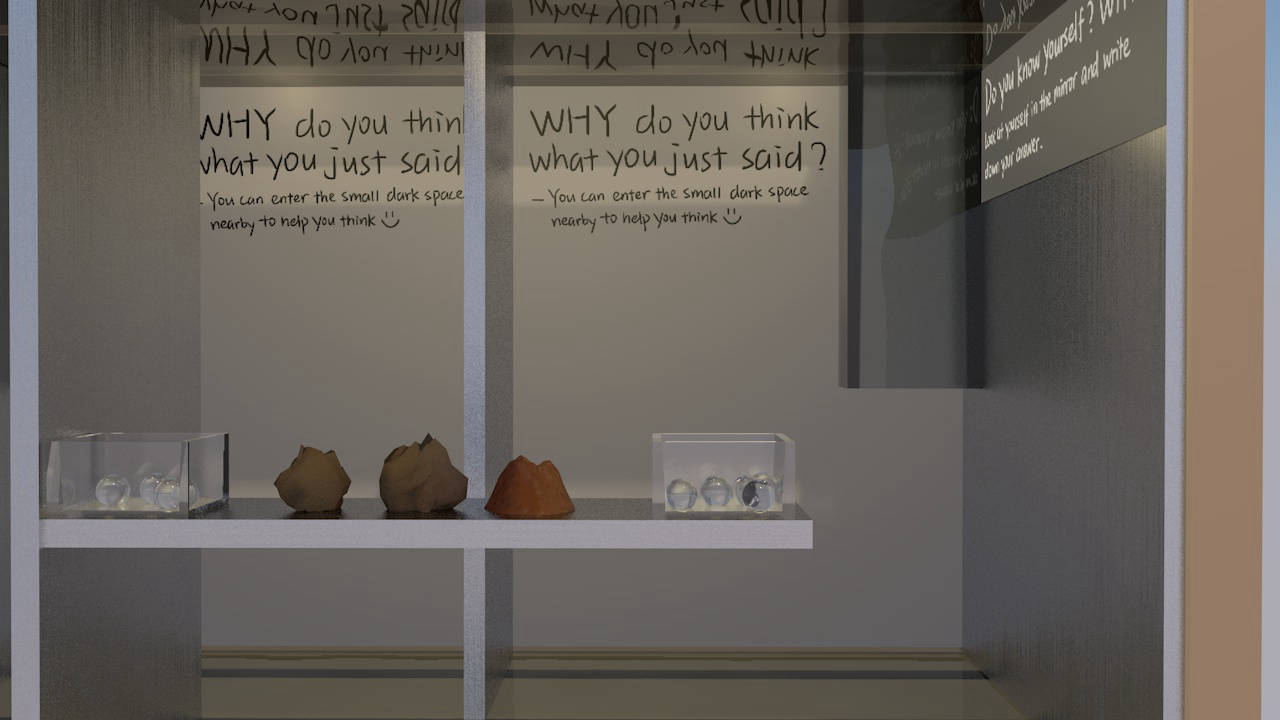 WHY do you think
what you just said
- You can enter the small dark space
nearby to help you think
WHY do you think
what you just said?
- You can enter the small dark space
nearby to help you think
Do you know yourself? WHY
Look at yourself in the mirror and write
down your answer.